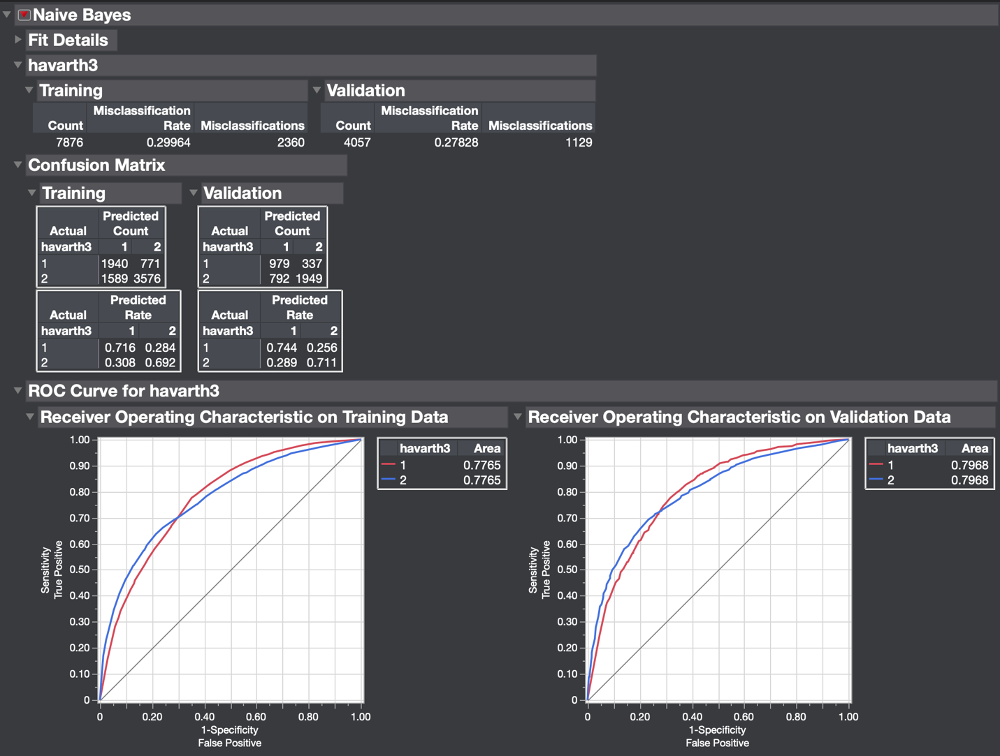 Naive Bayes
Fit Details
havarth3
Training
Validation
Misclassification
Misclassification
Count Rate Misclassifications
Count Rate Misclassifications
7876 0.29964 2360
4057 0.27828 1129
Confusion Matrix
Training
Validation
Predicted
Actual Count
havarth3 1 2
1 1940 771
2 1589 3576
Predicted
Actual Count
havarth3 1 2
1 979 337
2 792 1949
Predicted
Actual Rate
havarth3 1 2
1 0.716 0.284
2 0.308 0.692
Predicted
Actual Rate
havarth3 1 2
1 0.744 0.256
2 0.289 0.711
ROC Curve for havarth3
Receiver Operating Characteristic on Training Data
1.00
0.90
0.80
0.70
0.60
0.50
0.40
0.30
0.20
0.10
0
Sensitivity
True Positive
0 0.20 0.40 0.60 0.80 1.00
1-Specificity
False Positive
havarth3 Area
1 0.7765
2 0.7765
Receiver Operating Characteristic on Validation Data
1.00
0.90
0.80
0.70
0.60
0.50
0.40
0.30
0.20
0.10
0
Sensitivity
True Positive
0 0.20 0.40 0.60 0.80 1.00
1-Specificity
False Positive
havarth3 Area
1 0.7968
2 0.7968